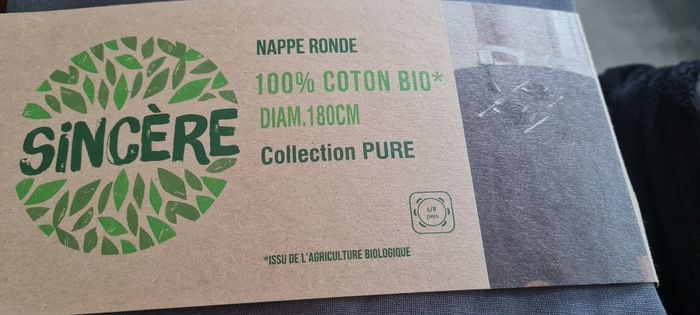 SiNCÈRE
NAPPE RONDE
100% COTON BIO*
DIAM.180CM
Collection PURE
6/8
pers
*ISSU DE L'AGRICULTURE BIOLOGIQUE